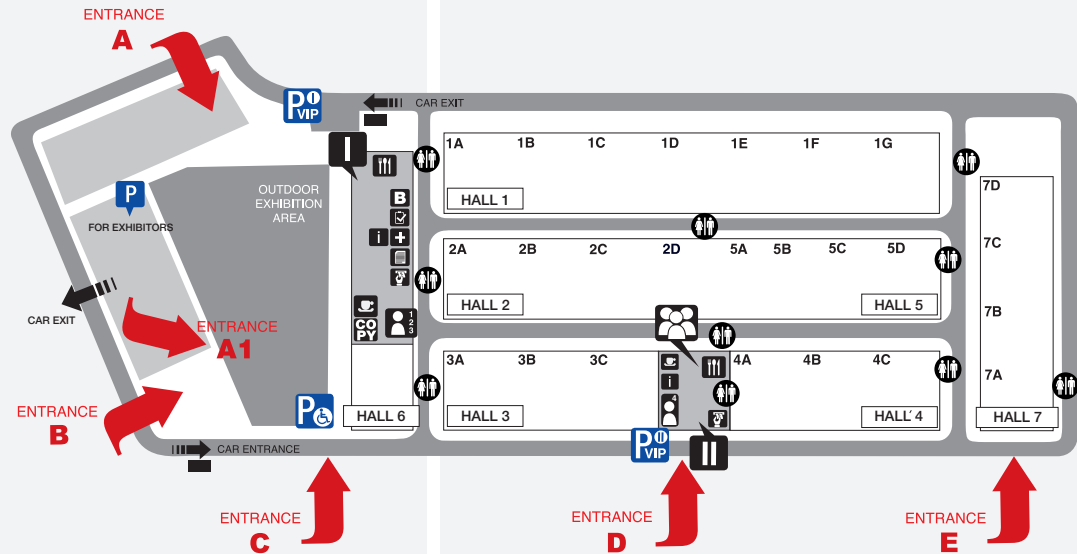 ENTRANCE
A
P VIP I
CAR EXIT
I
1A 1B 1C 1D 1E 1F 1G
HALL 1
7D
7C
7B
7A
HALL 7
P
FOR EXHIBITORS
OUTDOOR
EXHIBITION
AREA
B
i
2A 2B 2C 2D 5A 5B 5C 5D
HALL 2
HALL 5
CAR EXIT
ENTRANCE
A1
CO
PY
1
2
3
3A 3B 3C 4A 4B 4C
i
4
HALL 6
HALL 3
HALL 4
P
ENTRANCE
B
CAR ENTRANCE
P VIP II
II
ENTRANCE
C
ENTRANCE
D
ENTRANCE
E